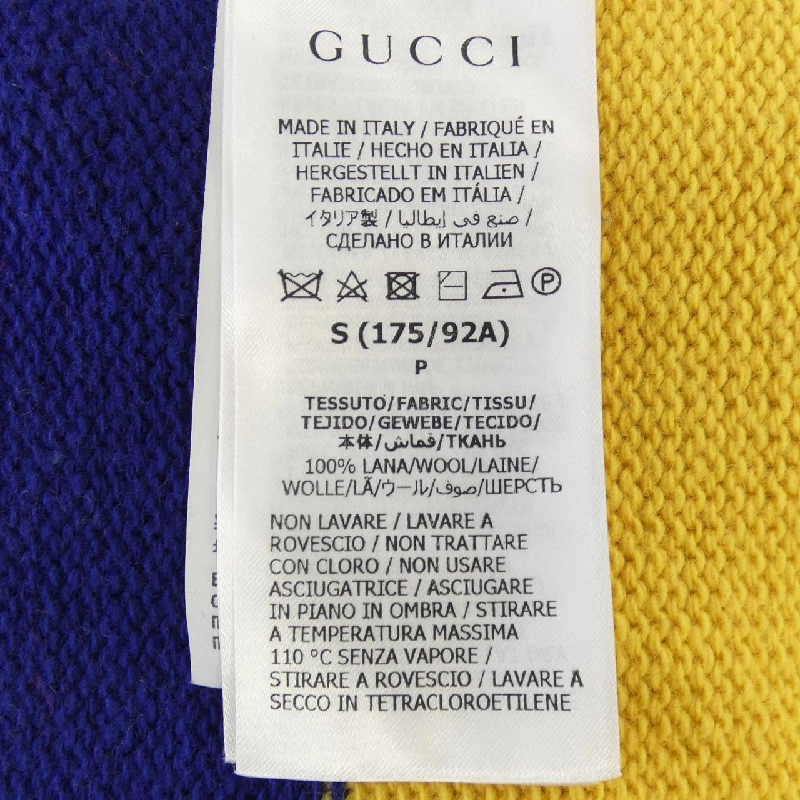 GUCCI
MADE IN ITALY / FABRIQUÉ EN
ITALIE / HECHO EN ITALIA /
HERGESTELLT IN ITALIEN /
FABRICADO EM ITÁLIA /
イタリア製 / صنع في إيطاليا /
СДЕЛАНО В ИТАЛИИ
P
S (175/92A)
P
TESSUTO/FABRIC/TISSU/
TEJIDO/GEWEBE/TECIDO/
本体/قماش/ТКАНЬ
100% LANA/WOOL/LAINE/
WOLLE/LÃ/ウール/صوف/ШЕРСТЬ
NON LAVARE / LAVARE A
ROVESCIO / NON TRATTARE
CON CLORO / NON USARE
ASCIUGATRICE / ASCIUGARE
IN PIANO IN OMBRA / STIRARE
A TEMPERATURA MASSIMA
110 °C SENZA VAPORE /
STIRARE A ROVESCIO / LAVARE A
SECCO IN TETRACLOROETILENE